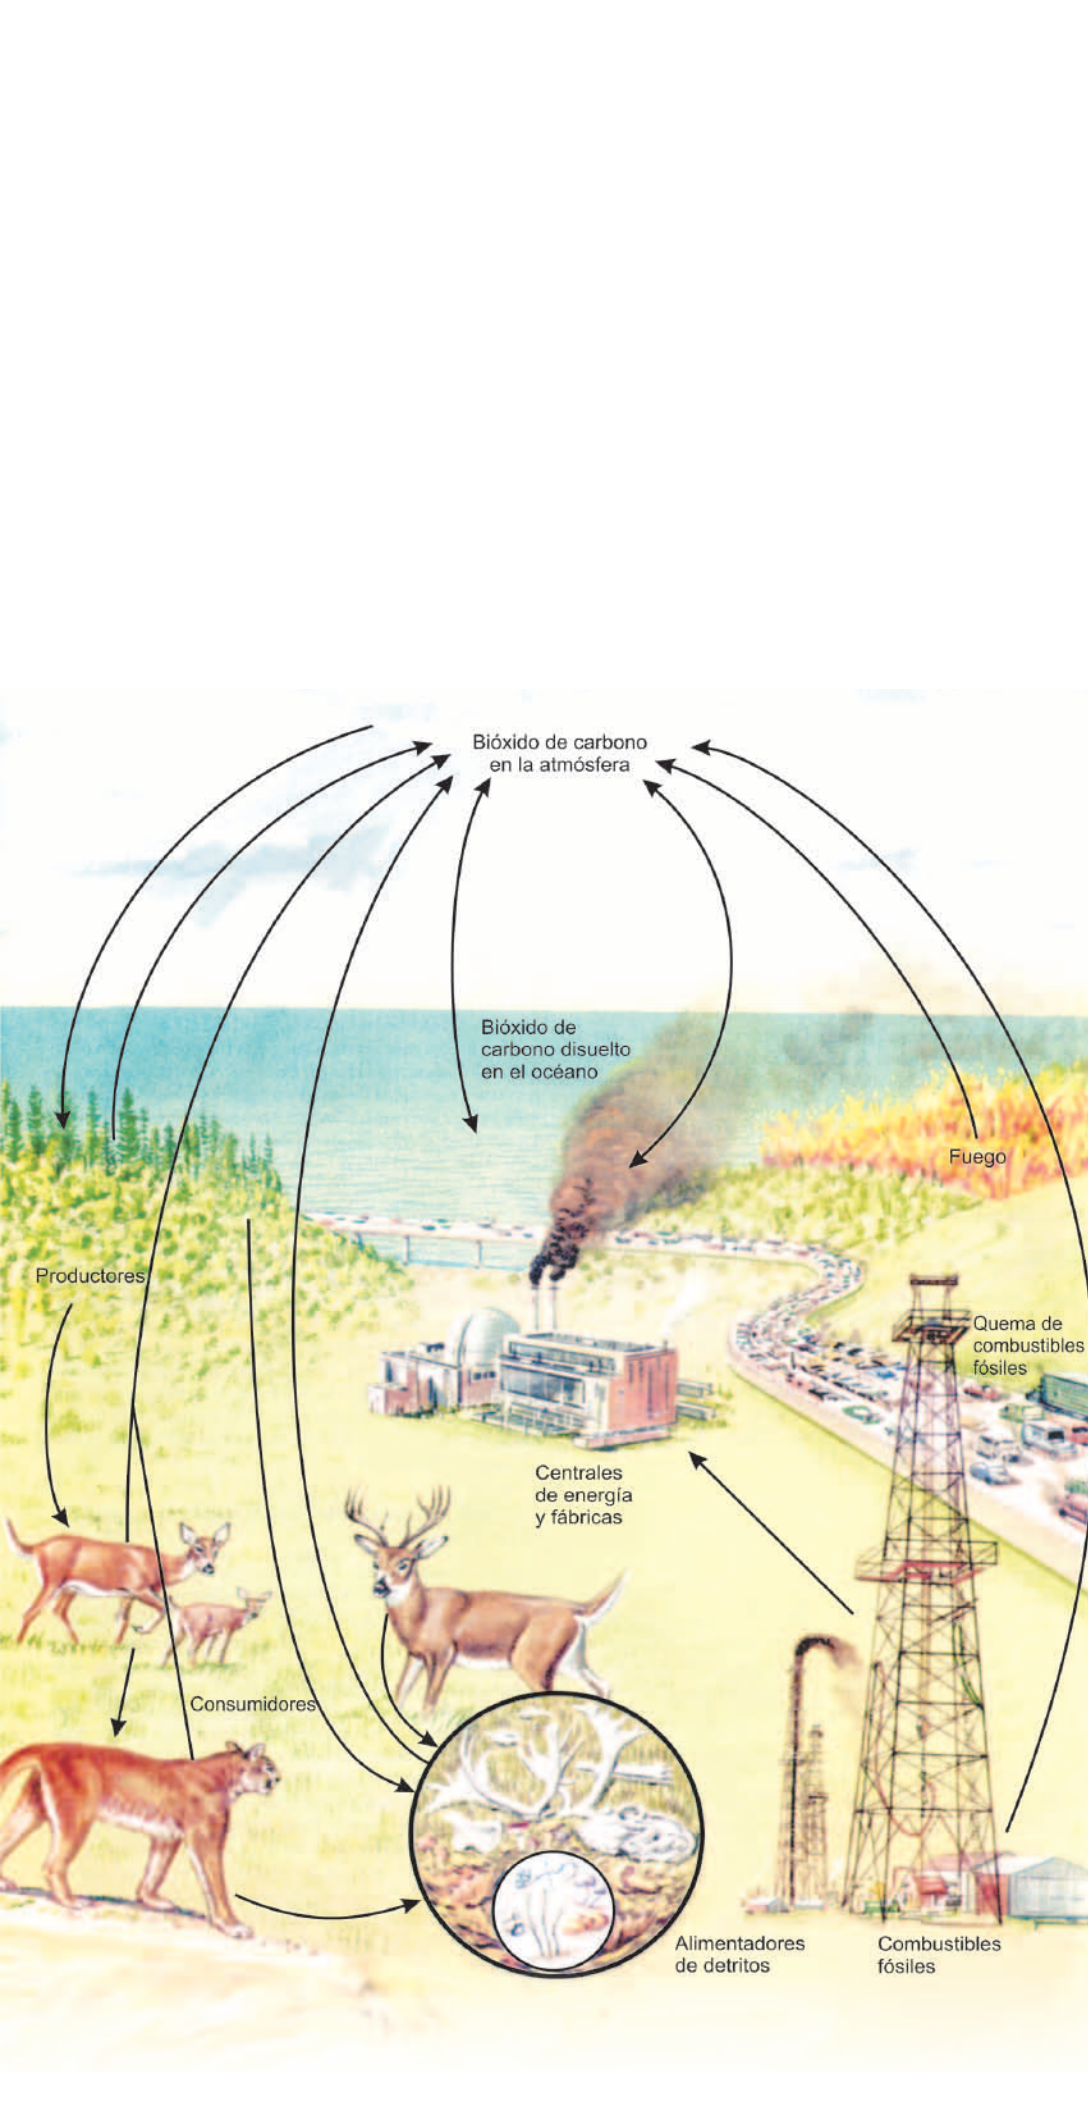 Bióxido de carbono
en la atmósfera
Bióxido de
carbono disuelto
en el océano
Fuego
Productores
Quema de
combustibles
fósiles
Centrales
de energía
y fábricas
Consumidores
Alimentadores
de detritos
Combustibles
fósiles